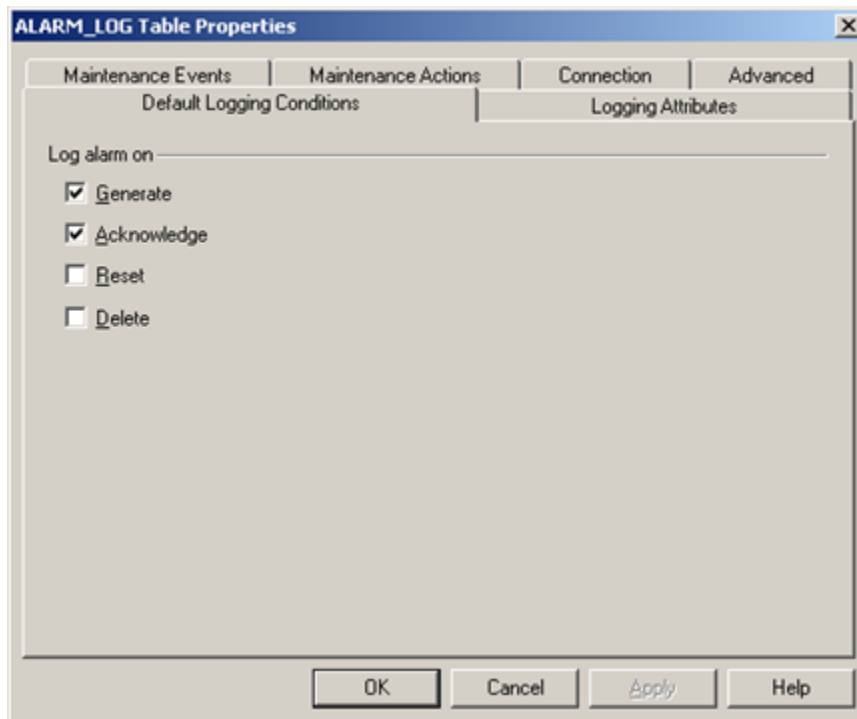 ALARM_LOG Table Properties
Maintenance Events Maintenance Actions Connection Advanced
Default Logging Conditions Logging Attributes
Log alarm on
Generate
Acknowledge
Reset
Delete
OK Cancel Apply Help